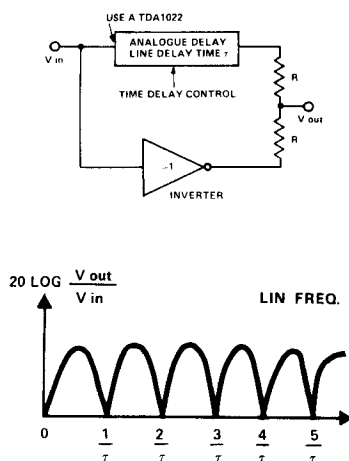 USE A TDA1022
ANALOGUE DELAY
LINE DELAY TIME τ
V in
R
TIME DELAY CONTROL
V out
R
-1
INVERTER
20 LOG V out
V in
LIN FREQ.
0 1 2 3 4 5
τ τ τ τ τ